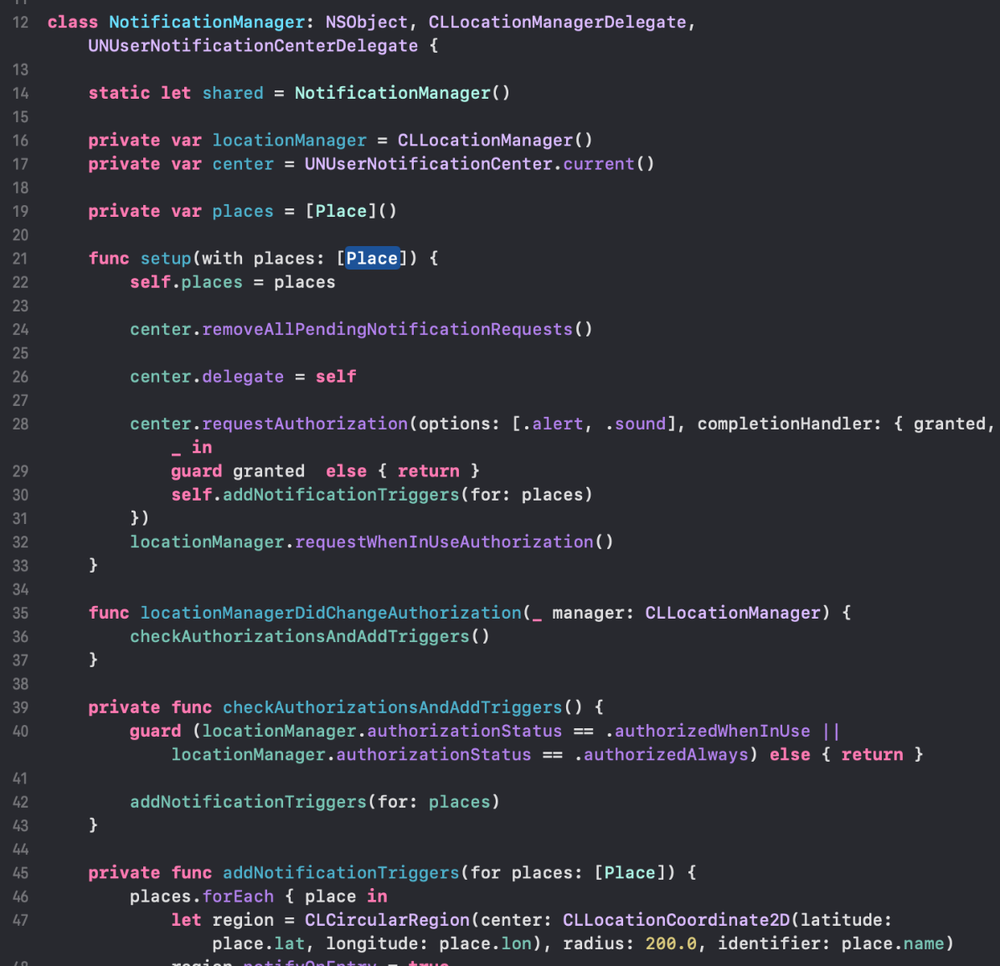 12 class NotificationManager: NSObject, CLLocationManagerDelegate,
UNUserNotificationCenterDelegate {
13
14 static let shared = NotificationManager()
15
16 private var locationManager = CLLocationManager()
17 private var center = UNUserNotificationCenter.current()
18
19 private var places = [Place]()
20
21 func setup(with places: [Place]) {
22 self.places = places
23
24 center.removeAllPendingNotificationRequests()
25
26 center.delegate = self
27
28 center.requestAuthorization(options: [.alert, .sound], completionHandler: { granted,
_ in
29 guard granted  else { return }
30 self.addNotificationTriggers(for: places)
31 })
32 locationManager.requestWhenInUseAuthorization()
33 }
34
35 func locationManagerDidChangeAuthorization(_ manager: CLLocationManager) {
36 checkAuthorizationsAndAddTriggers()
37 }
38
39 private func checkAuthorizationsAndAddTriggers() {
40 guard (locationManager.authorizationStatus == .authorizedWhenInUse ||
locationManager.authorizationStatus == .authorizedAlways) else { return }
41
42 addNotificationTriggers(for: places)
43 }
44
45 private func addNotificationTriggers(for places: [Place]) {
46 places.forEach { place in
47 let region = CLCircularRegion(center: CLLocationCoordinate2D(latitude:
place.lat, longitude: place.lon), radius: 200.0, identifier: place.name)
48 region.notifyOnEntry = true